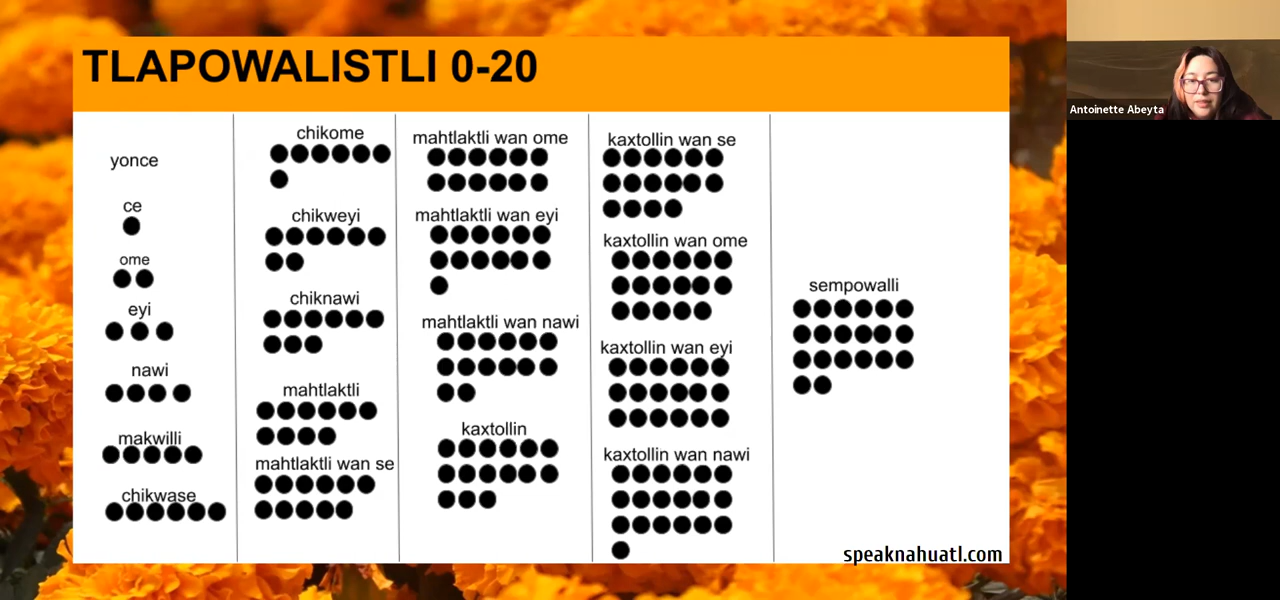 TLAPOWALISTLI 0-20
yonce
ce
ome
eyi
nawi
makwilli
chikwase
chikome
chikweyi
chiknawi
mahtlaktli
mahtlaktli wan se
mahtlaktli wan ome
mahtlaktli wan eyi
mahtlaktli wan nawi
kaxtollin
kaxtollin wan se
kaxtollin wan ome
kaxtollin wan eyi
kaxtollin wan nawi
sempowalli
speaknahuatl.com
Antoinette Abeyta